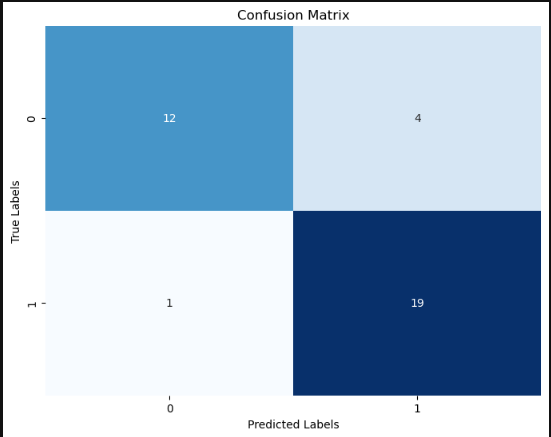 Confusion Matrix
0
12
4
True Labels
1
1
19
0
1
Predicted Labels